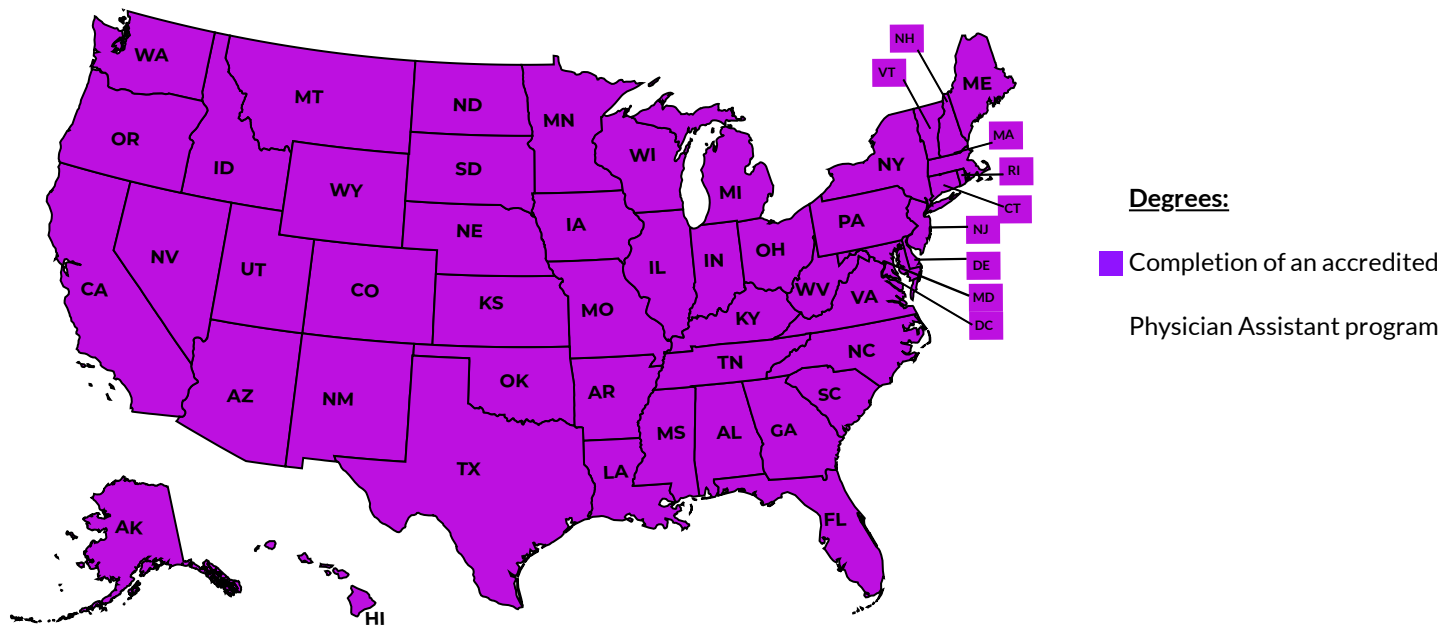 WA
MT
ND
MN
OR
ID
SD
WI
WY
MI
NY
ME
NH
VT
MA
RI
CT
NJ
DE
MD
DC
NE
IA
PA
NV
UT
IL
IN
OH
CA
CO
KS
MO
WV
VA
KY
NC
TN
AZ
NM
OK
AR
SC
MS
AL
GA
TX
LA
FL
AK
HI
Degrees:
Completion of an accredited
Physician Assistant program